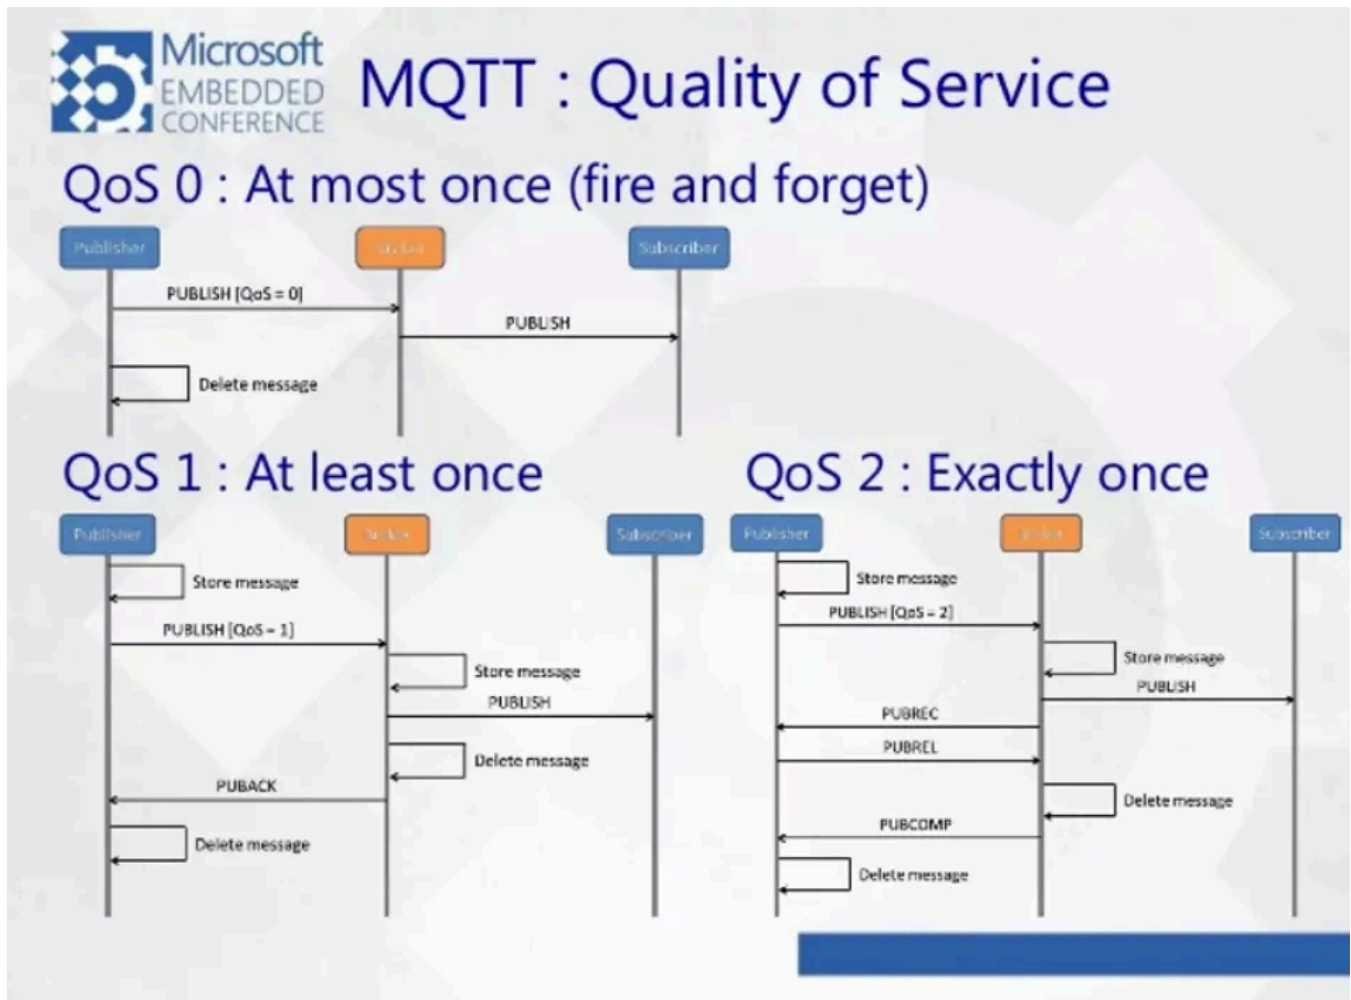 Microsoft
EMBEDDED
CONFERENCE
MQTT : Quality of Service
QoS 0 : At most once (fire and forget)
Publisher
Subscriber
PUBLISH [QoS = 0]
PUBLISH
Delete message
QoS 1 : At least once
Publisher
Broker
Subscriber
Store message
PUBLISH [QoS = 1]
Store message
PUBLISH
Delete message
PUBACK
Delete message
QoS 2 : Exactly once
Publisher
Subscriber
Store message
PUBLISH [QoS = 2]
Store message
PUBLISH
PUBREC
PUBREL
Delete message
PUBCOMP
Delete message